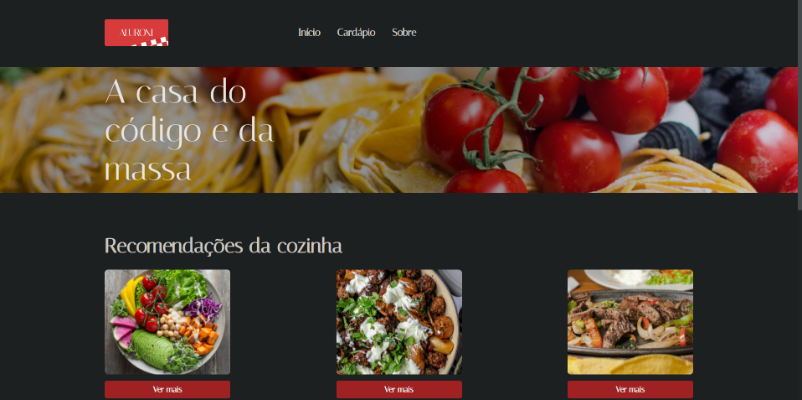 ALURONI
Início Cardápio Sobre
A casa do
código e da
massa
Recomendações da cozinha
Ver mais Ver mais Ver mais